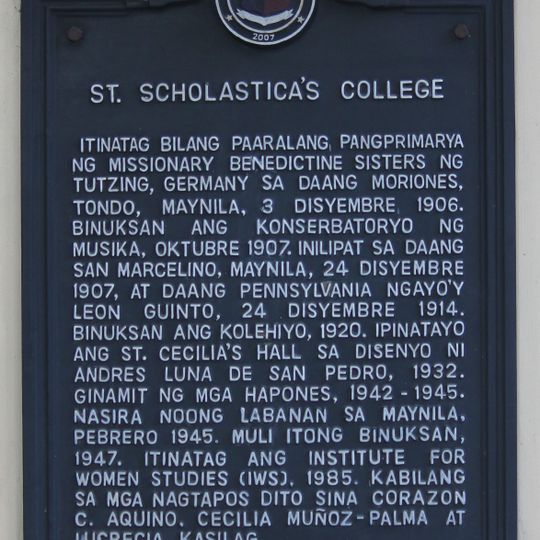 2007
ST. SCHOLASTICA'S COLLEGE
ITINATAG BILANG PAARALANG PANGPRIMARYA
NG MISSIONARY BENEDICTINE SISTERS NG
TUTZING, GERMANY SA DAANG MORIONES,
TONDO, MAYNILA, 3 DISYEMBRE 1906.
BINUKSAN ANG KONSERBATORYO NG
MUSIKA, OKTUBRE 1907. INILIPAT SA DAANG
SAN MARCELINO, MAYNILA, 24 DISYEMBRE
1907, AT DAANG PENNSYLVANIA NGAYO'Y
LEON GUINTO, 24 DISYEMBRE 1914.
BINUKSAN ANG KOLEHIYO, 1920. IPINATAYO
ANG ST. CECILIA'S HALL SA DISENYO NI
ANDRES LUNA DE SAN PEDRO, 1932.
GINAMIT NG MGA HAPONES, 1942 - 1945.
NASIRA NOONG LABANAN SA MAYNILA,
PEBRERO 1945. MULI ITONG BINUKSAN,
1947. ITINATAG ANG INSTITUTE FOR
WOMEN STUDIES (IWS), 1985. KABILANG
SA MGA NAGTAPOS DITO SINA CORAZON
C. AQUINO, CECILIA MUÑOZ-PALMA AT
LUCRECIA KASILAG